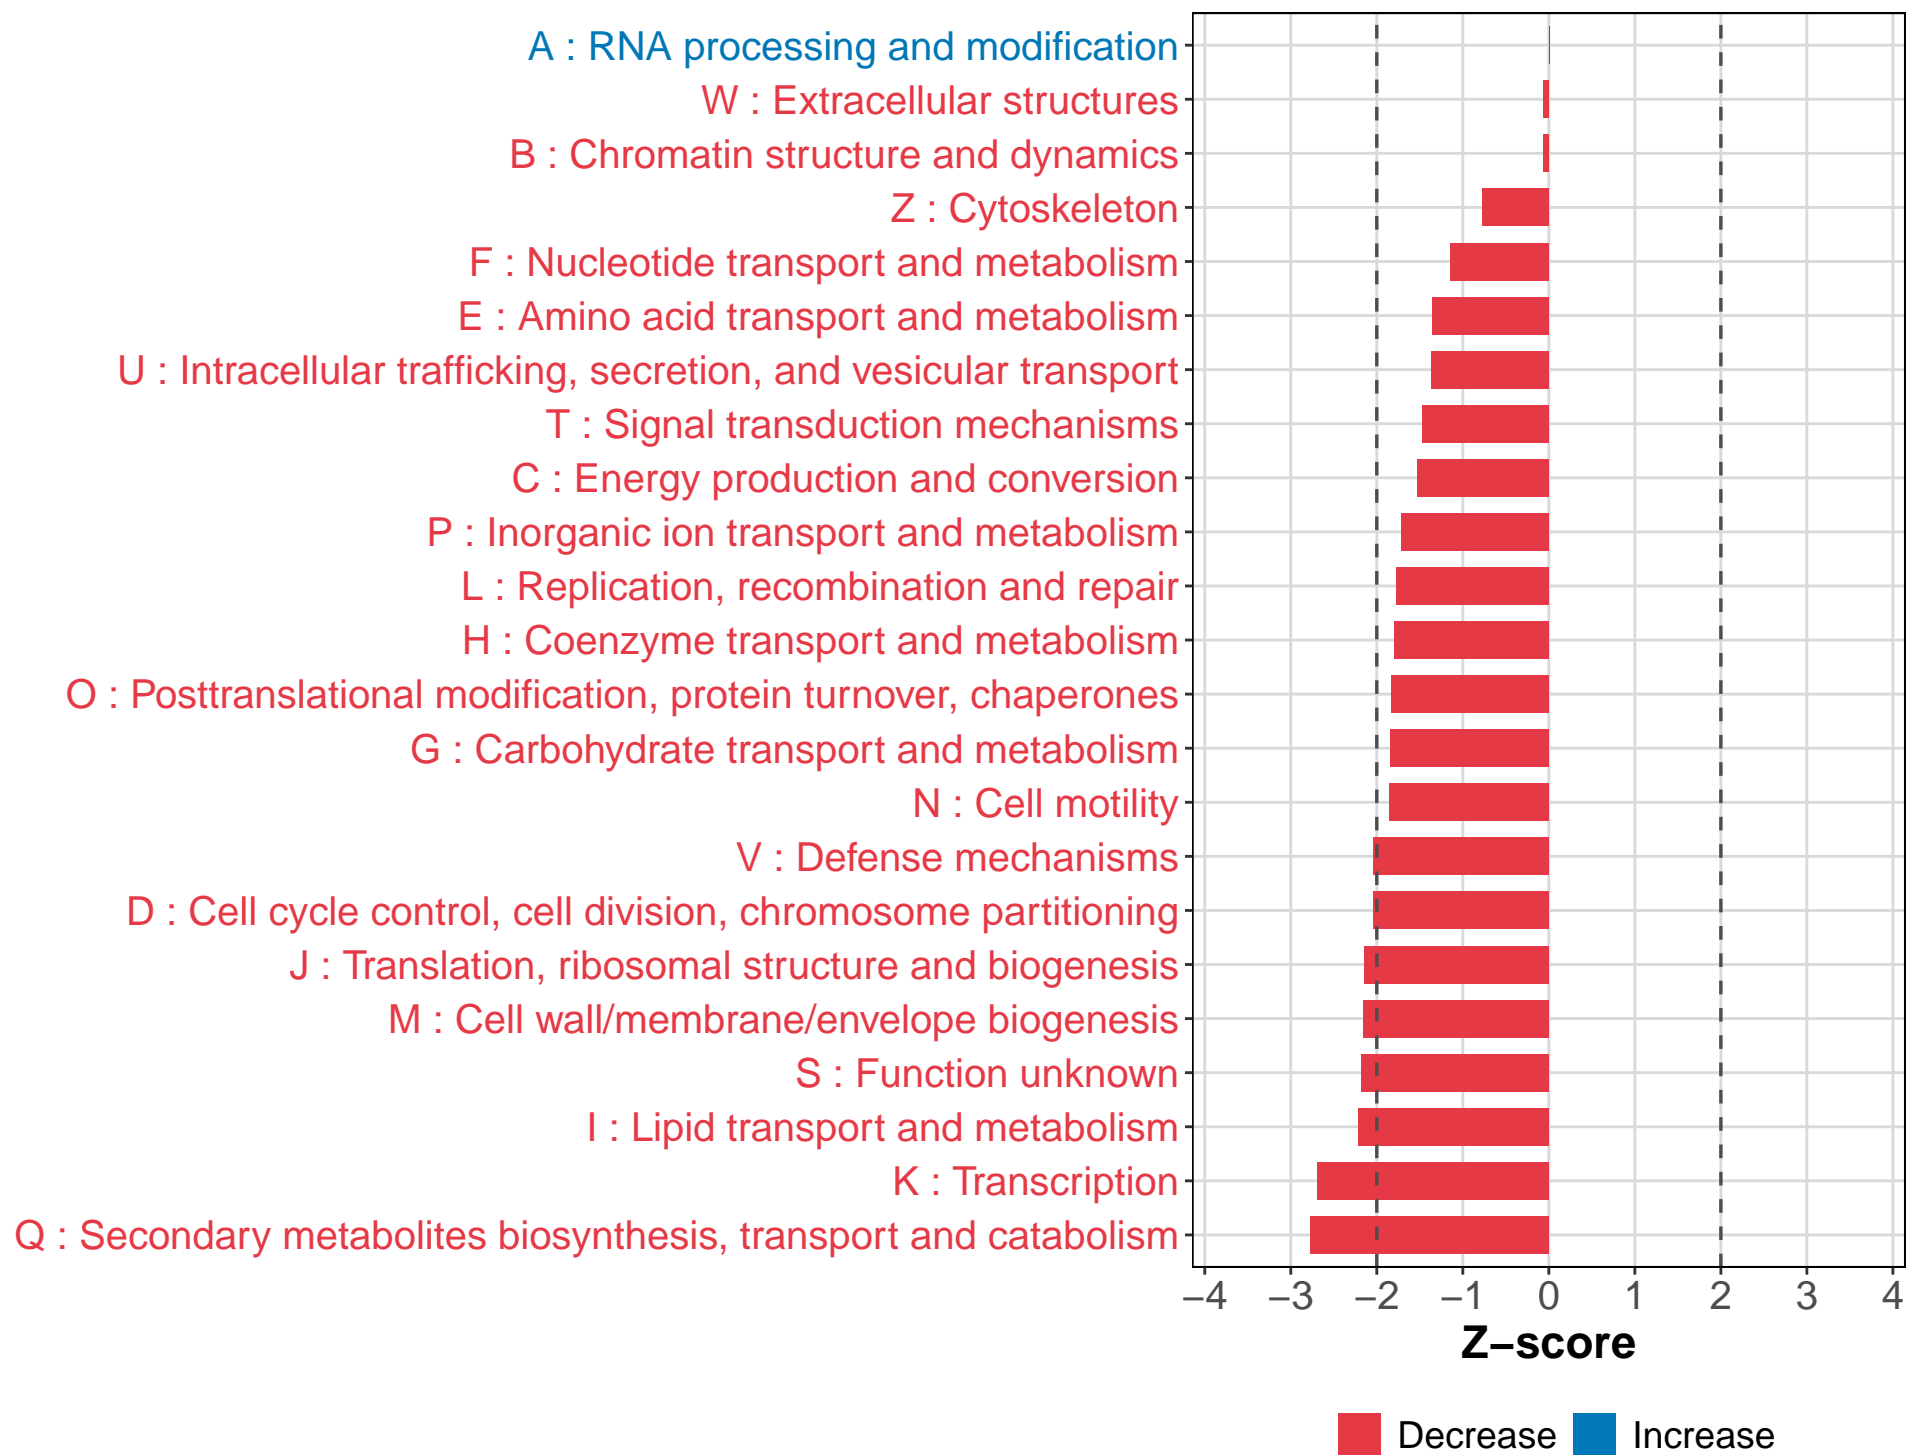 A : RNA processing and modification
W : Extracellular structures
B : Chromatin structure and dynamics
Z : Cytoskeleton
F : Nucleotide transport and metabolism
E : Amino acid transport and metabolism
U : Intracellular trafficking, secretion, and vesicular transport
T : Signal transduction mechanisms
C : Energy production and conversion
P : Inorganic ion transport and metabolism
L : Replication, recombination and repair
H : Coenzyme transport and metabolism
O : Posttranslational modification, protein turnover, chaperones
G : Carbohydrate transport and metabolism
N : Cell motility
V : Defense mechanisms
D : Cell cycle control, cell division, chromosome partitioning
J : Translation, ribosomal structure and biogenesis
M : Cell wall/membrane/envelope biogenesis
S : Function unknown
I : Lipid transport and metabolism
K : Transcription
Q : Secondary metabolites biosynthesis, transport and catabolism
−4 −3 −2 −1 0 1 2 3 4
Z−score
Decrease Increase